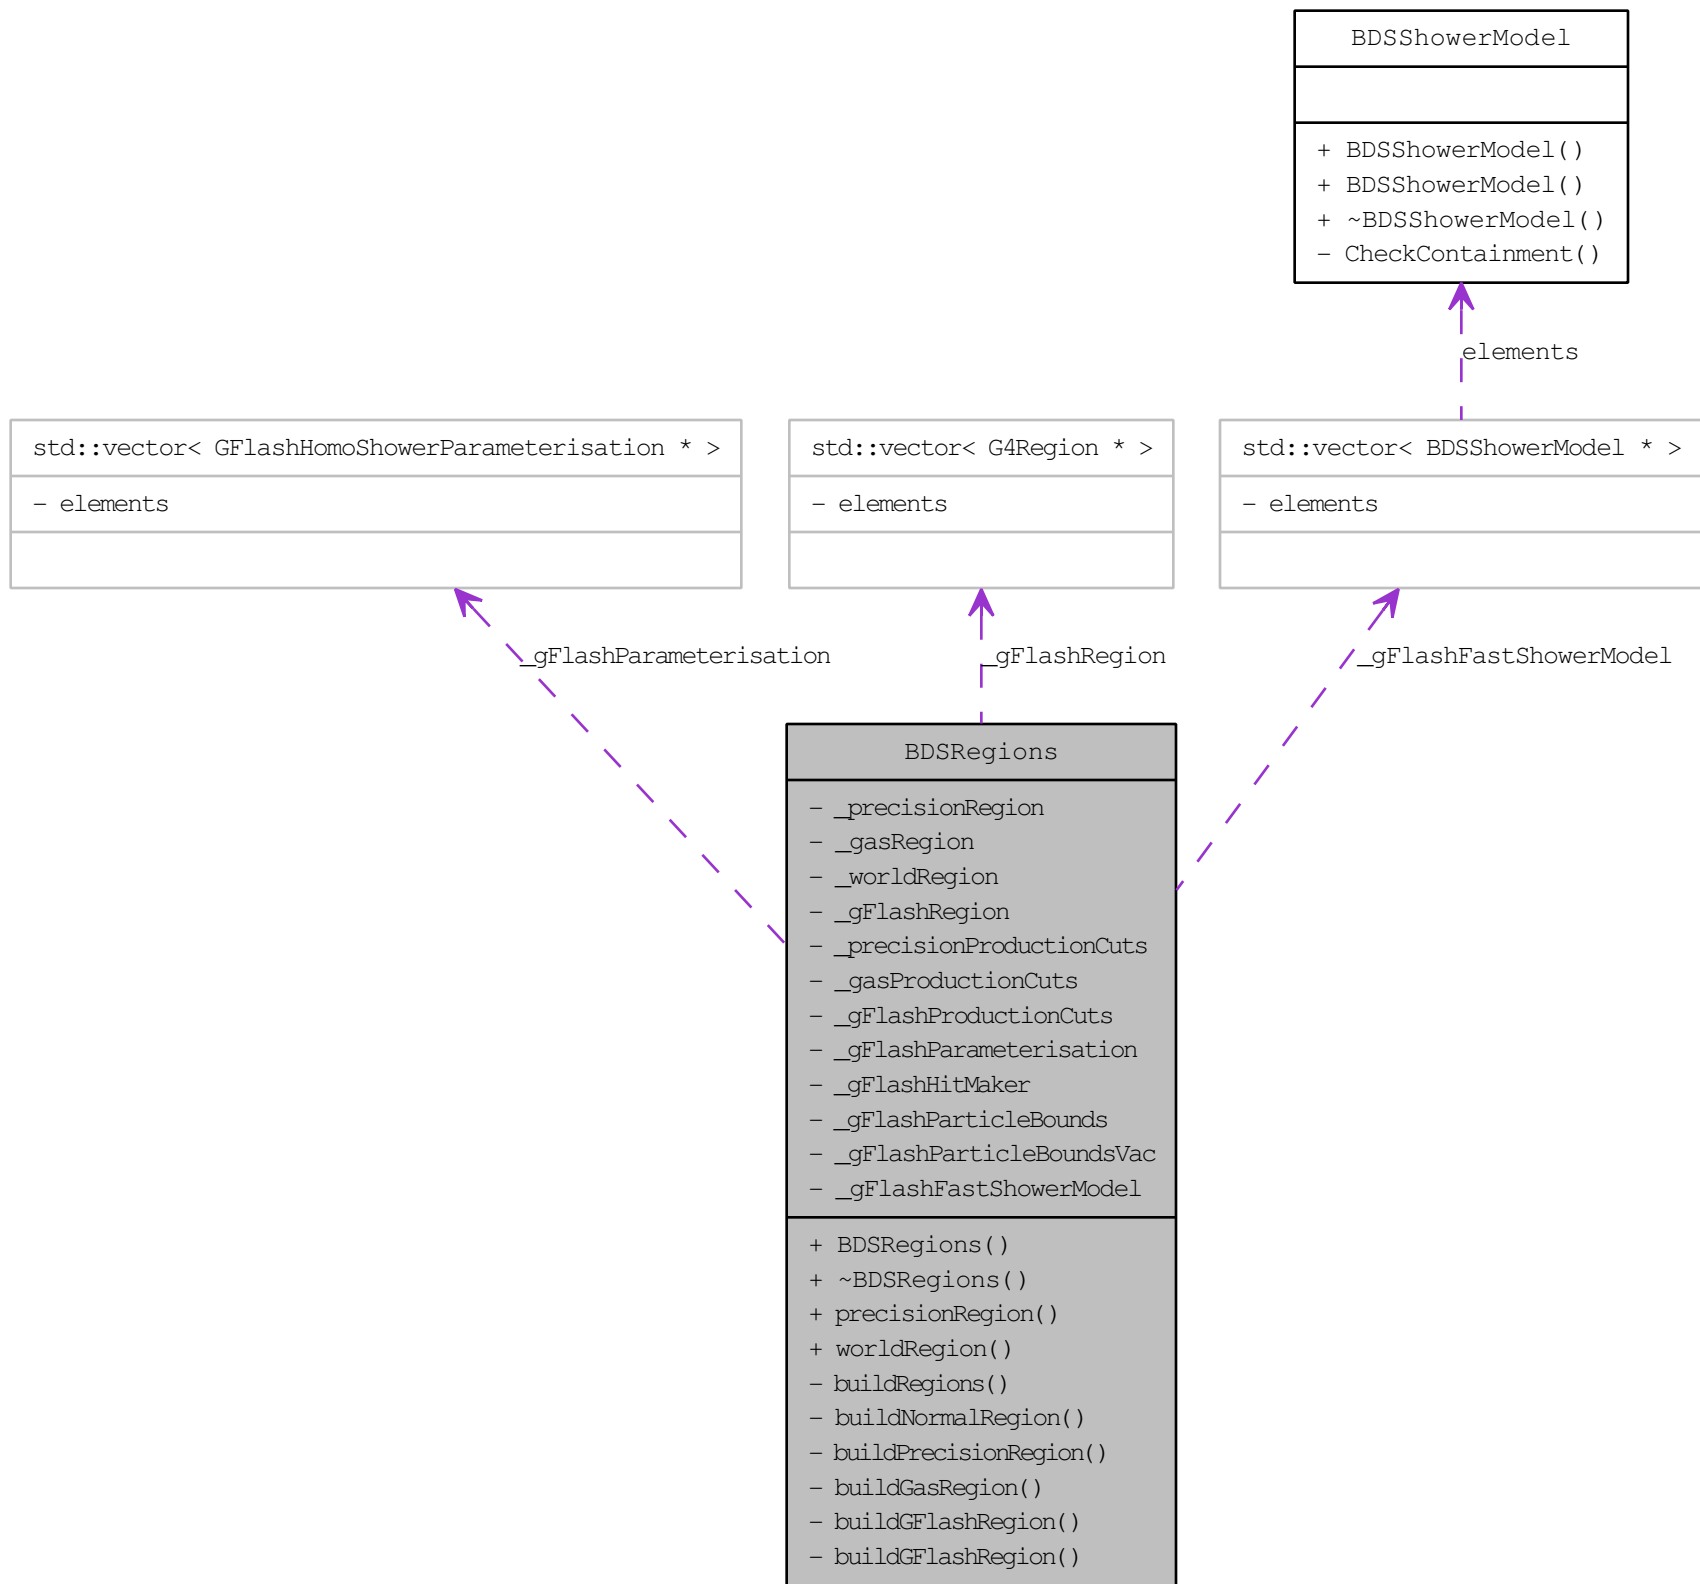 BDSShowerModel
+ BDSShowerModel()
+ BDSShowerModel()
+ ~BDSShowerModel()
- CheckContainment()
elements
std::vector< GFlashHomoShowerParameterisation * >
- elements
std::vector< G4Region * >
- elements
std::vector< BDSShowerModel * >
- elements
_gFlashParameterisation
_gFlashRegion
_gFlashFastShowerModel
BDSRegions
- _precisionRegion
- _gasRegion
- _worldRegion
- _gFlashRegion
- _precisionProductionCuts
- _gasProductionCuts
- _gFlashProductionCuts
- _gFlashParameterisation
- _gFlashHitMaker
- _gFlashParticleBounds
- _gFlashParticleBoundsVac
- _gFlashFastShowerModel
+ BDSRegions()
+ ~BDSRegions()
+ precisionRegion()
+ worldRegion()
- buildRegions()
- buildNormalRegion()
- buildPrecisionRegion()
- buildGasRegion()
- buildGFlashRegion()
- buildGFlashRegion()